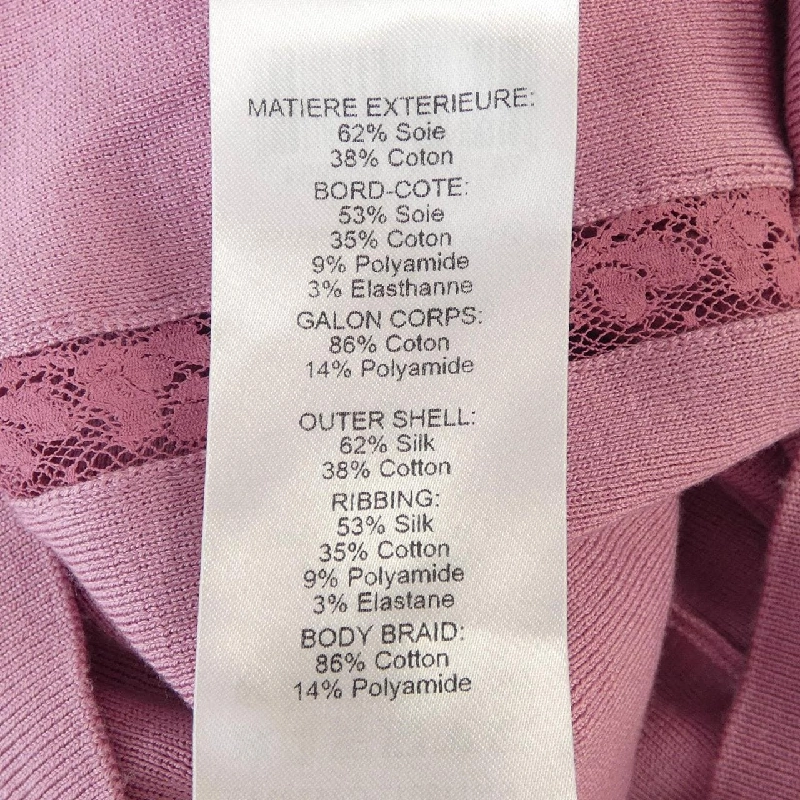 MATIERE EXTERIEURE:
62% Soie
38% Coton
BORD-COTE:
53% Soie
35% Coton
9% Polyamide
3% Elasthanne
GALON CORPS:
86% Coton
14% Polyamide
OUTER SHELL:
62% Silk
38% Cotton
RIBBING:
53% Silk
35% Cotton
9% Polyamide
3% Elastane
BODY BRAID:
86% Cotton
14% Polyamide